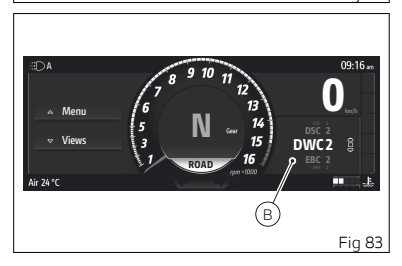 A
09:16 am
Menu
Views
1
3
5
6
7
8
9
10
11
12
13
14
15
16
N
Gear
ROAD
rpm ×1000
0
km/h
DSC 2
DWC 2
EBC 2
Air 24 °C
B
Fig 83